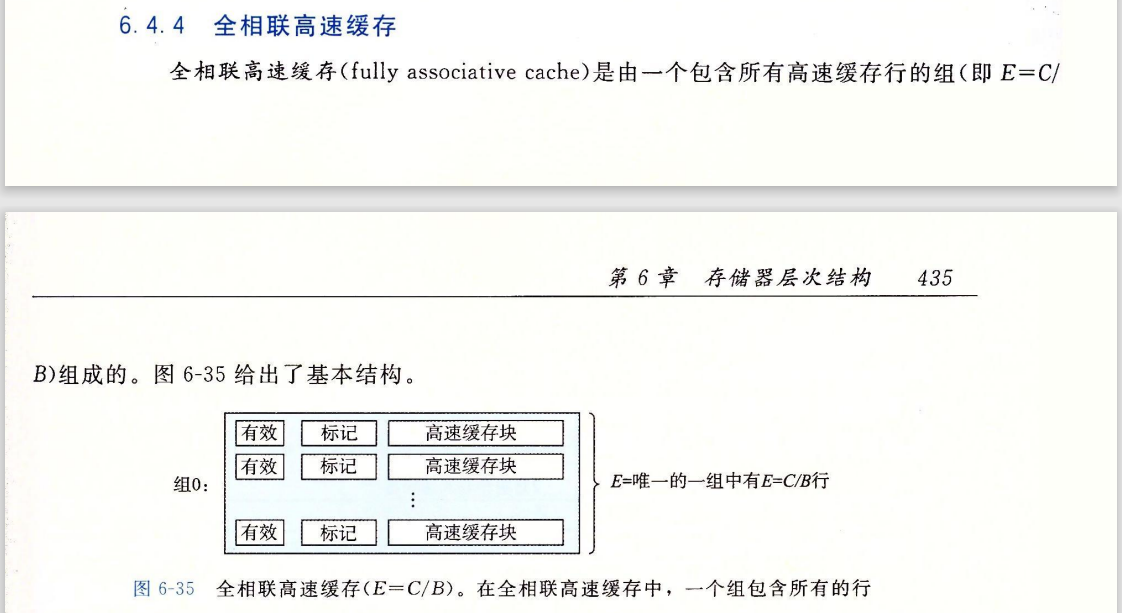 6.4.4 全相联高速缓存
全相联高速缓存(fully associative cache)是由一个包含所有高速缓存行的组(即 E=C/
第 6 章 存储器层次结构 435
B)组成的。图 6-35 给出了基本结构。
有效 标记 高速缓存块
有效 标记 高速缓存块
组0:
⋮
E=唯一的一组中有E=C/B行
有效 标记 高速缓存块
图 6-35 全相联高速缓存(E=C/B)。在全相联高速缓存中，一个组包含所有的行